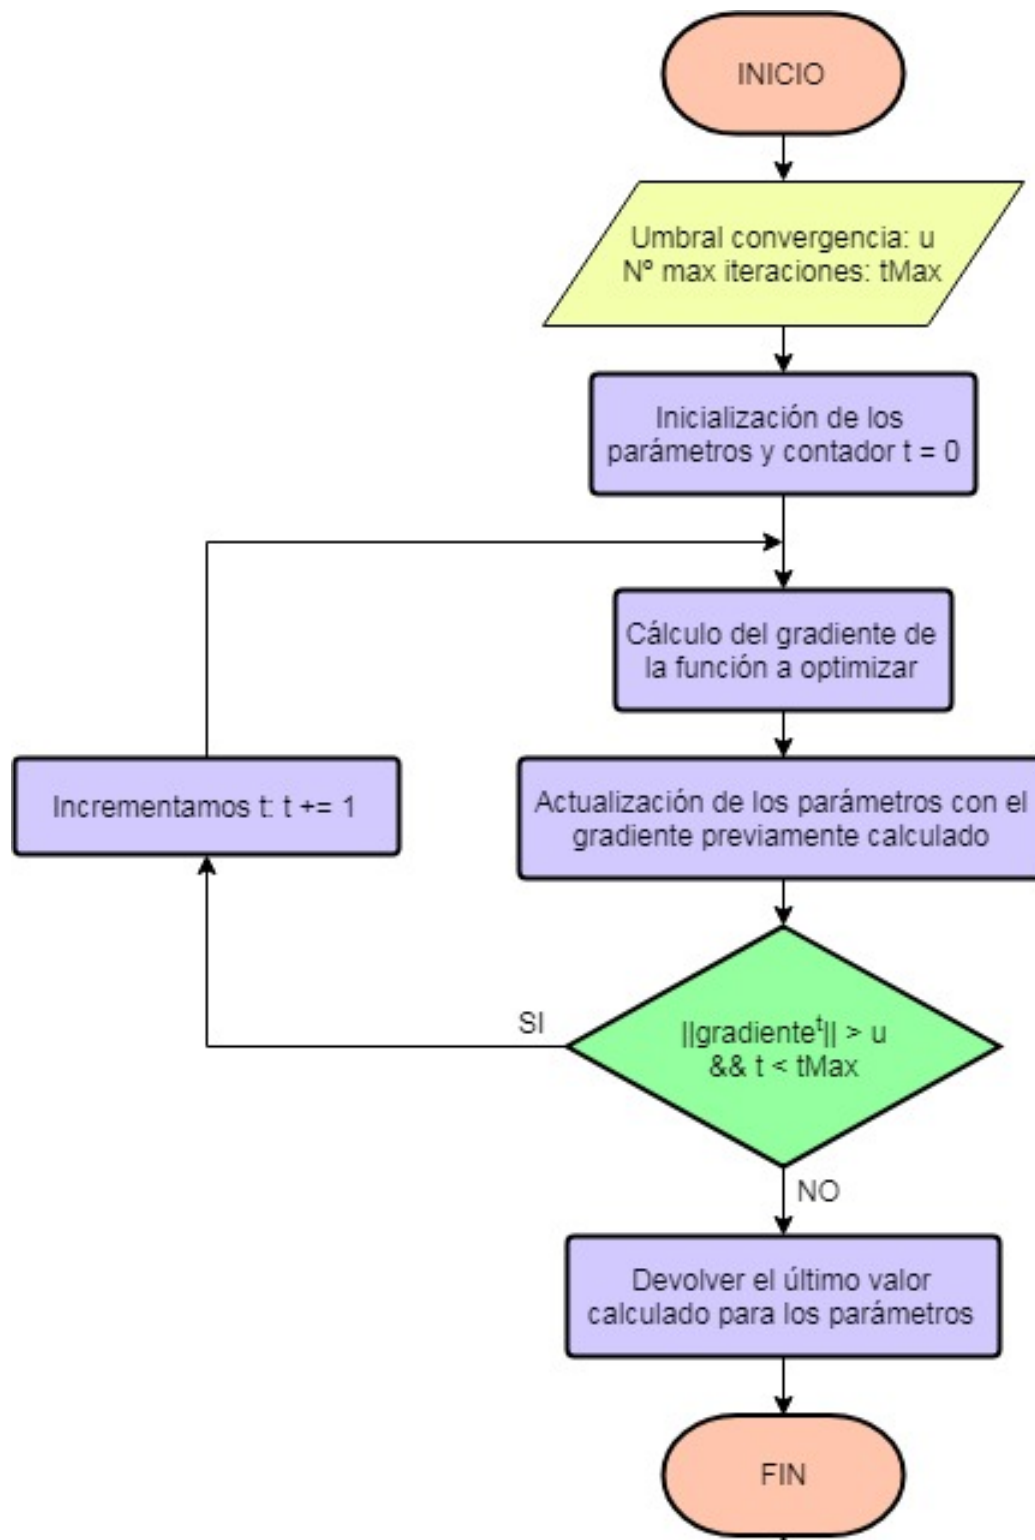 INICIO
Umbral convergencia: u
Nº max iteraciones: tMax
Inicialización de los
parámetros y contador t = 0
Cálculo del gradiente de
la función a optimizar
Incrementamos t: t += 1
Actualización de los parámetros con el
gradiente previamente calculado
SI
||gradiente^t|| > u
&& t < tMax
NO
Devolver el último valor
calculado para los parámetros
FIN